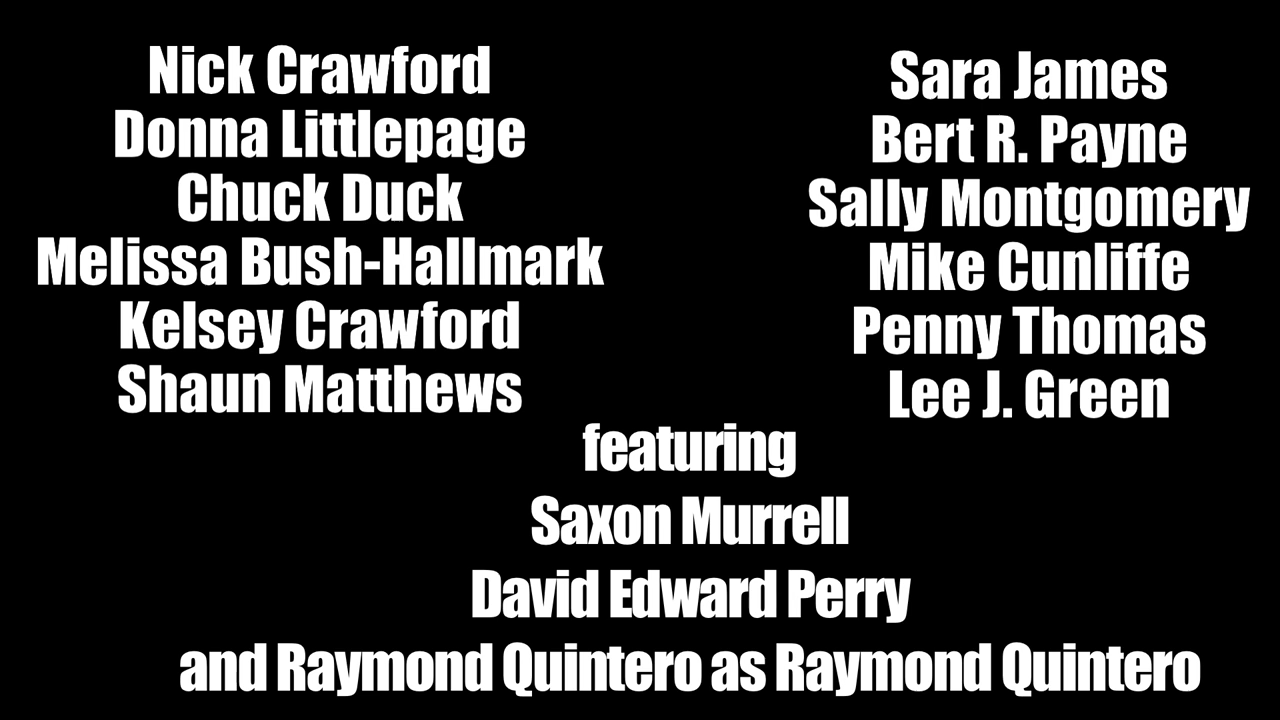 Nick Crawford
Donna Littlepage
Chuck Duck
Melissa Bush-Hallmark
Kelsey Crawford
Shaun Matthews
Sara James
Bert R. Payne
Sally Montgomery
Mike Cunliffe
Penny Thomas
Lee J. Green
featuring
Saxon Murrell
David Edward Perry
and Raymond Quintero as Raymond Quintero